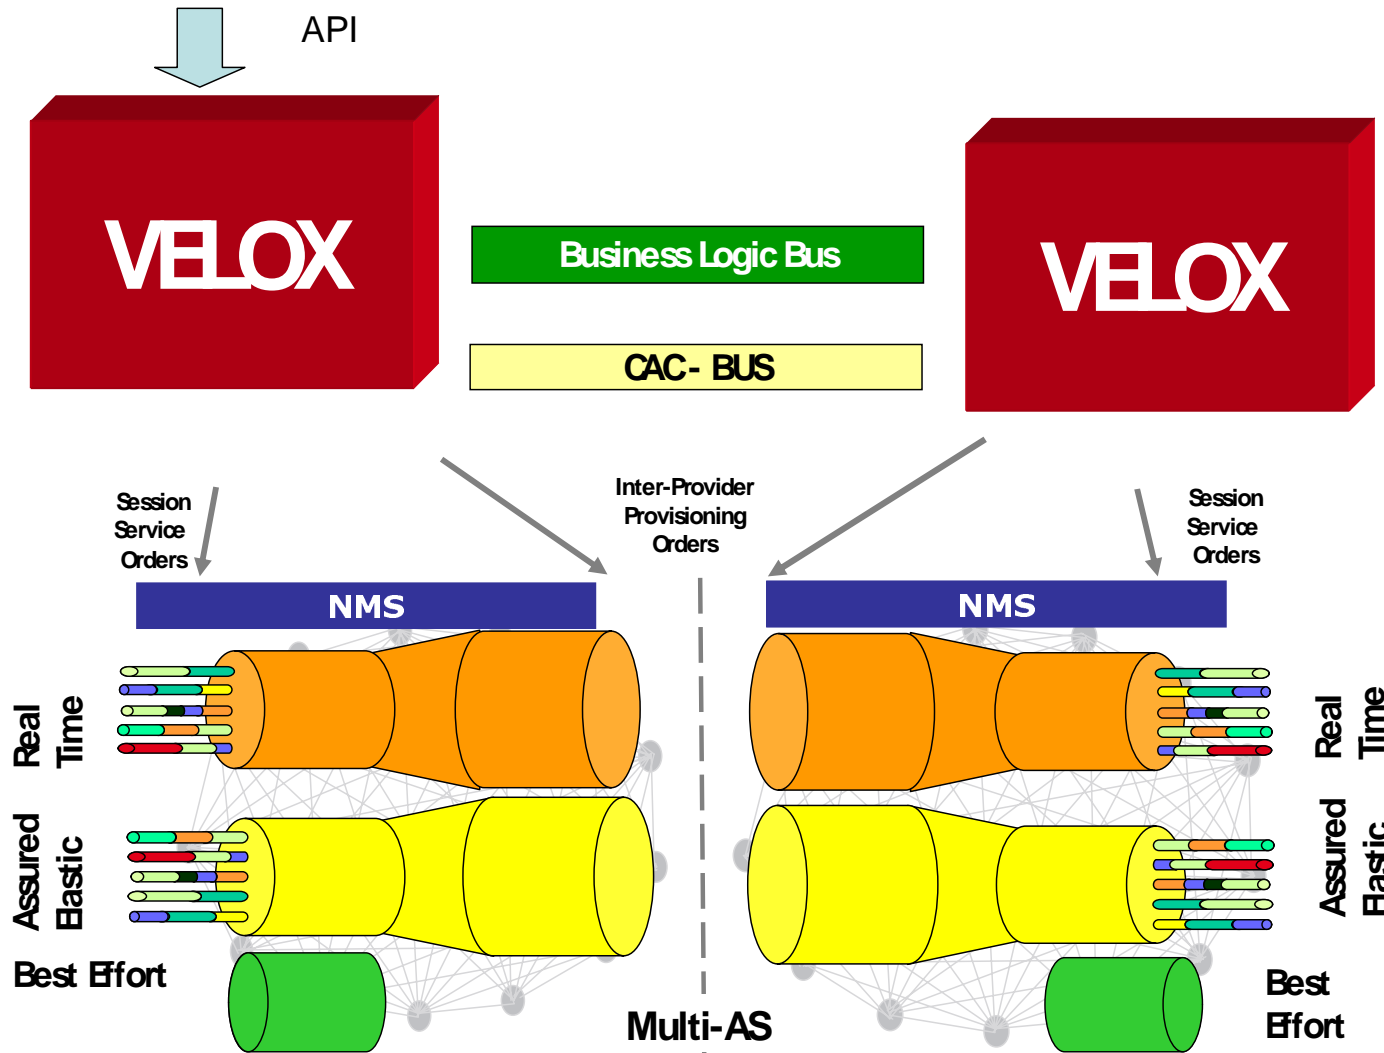 API
VELOX
VELOX
Business Logic Bus
CAC- BUS
Session
Service
Orders
Inter-Provider
Provisioning
Orders
Session
Service
Orders
NMS
NMS
Real
Time
Real
Time
Assured
Elastic
Assured
Elastic
Best Effort
Best
Effort
Multi-AS